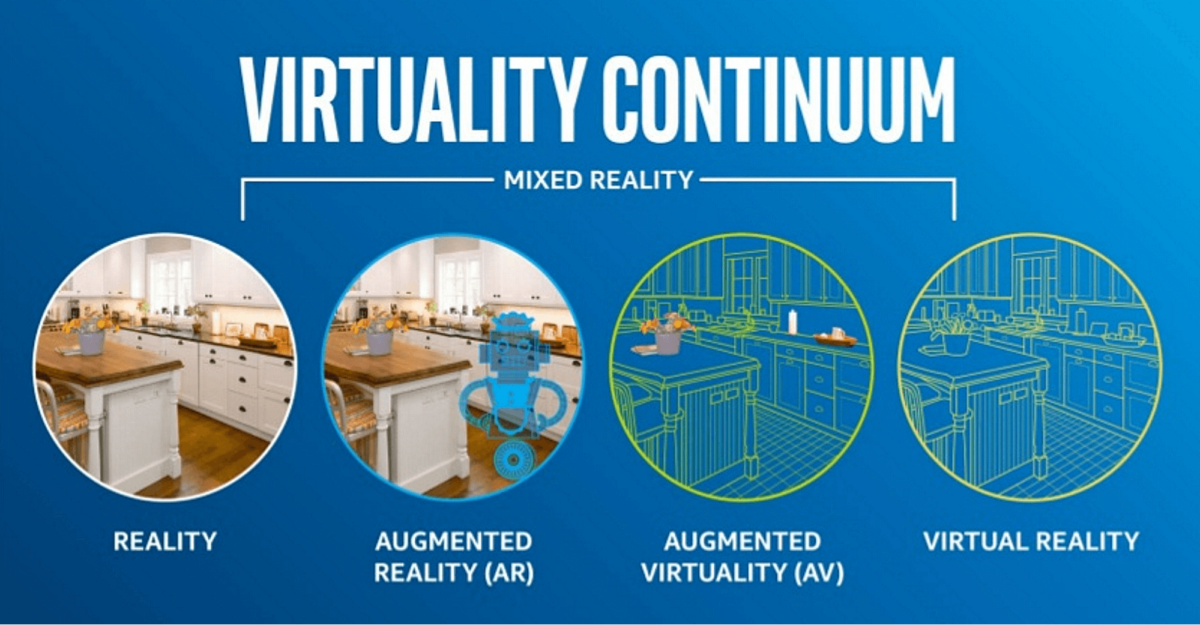 VIRTUALITY CONTINUUM
MIXED REALITY
REALITY
AUGMENTED
REALITY (AR)
AUGMENTED
VIRTUALITY (AV)
VIRTUAL REALITY